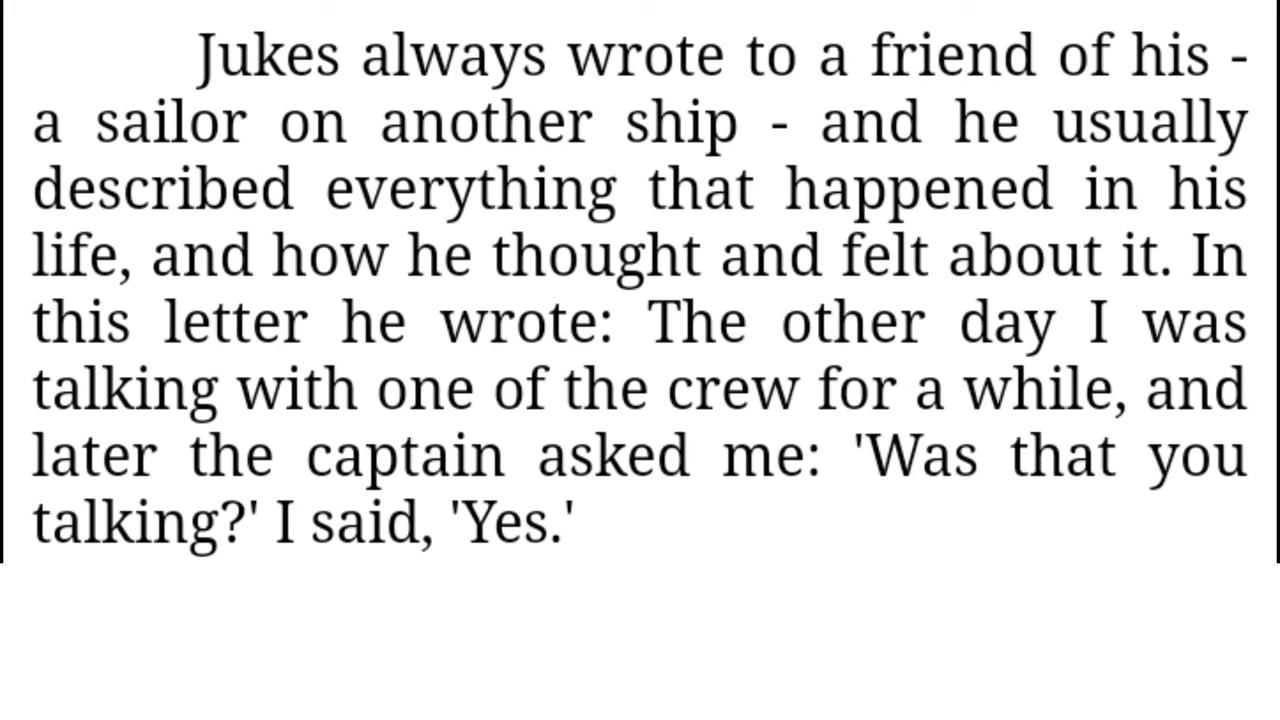 Jukes always wrote to a friend of his -
a sailor on another ship - and he usually
described everything that happened in his
life, and how he thought and felt about it. In
this letter he wrote: The other day I was
talking with one of the crew for a while, and
later the captain asked me: 'Was that you
talking?' I said, 'Yes.'